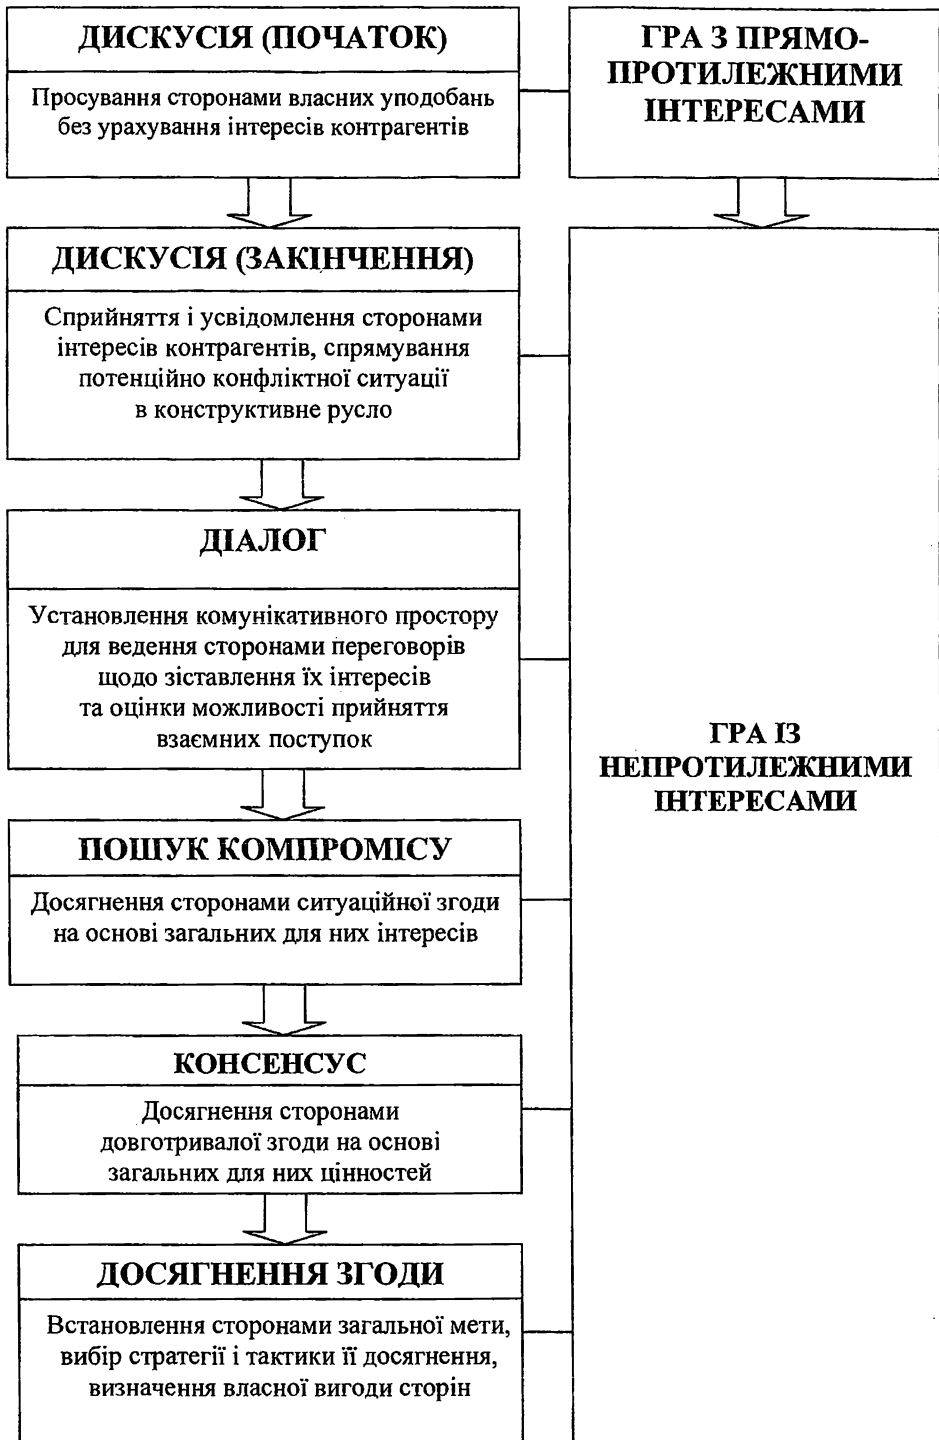 ДИСКУСІЯ (ПОЧАТОК)
Просування сторонами власних уподобань
без урахування інтересів контрагентів
ГРА З ПРЯМО-
ПРОТИЛЕЖНИМИ
ІНТЕРЕСАМИ
ДИСКУСІЯ (ЗАКІНЧЕННЯ)
Сприйняття і усвідомлення сторонами
інтересів контрагентів, спрямування
потенційно конфліктної ситуації
в конструктивне русло
ДІАЛОГ
Установлення комунікативного простору
для ведення сторонами переговорів
щодо зіставлення їх інтересів
та оцінки можливості прийняття
взаємних поступок
ПОШУК КОМПРОМІСУ
Досягнення сторонами ситуаційної згоди
на основі загальних для них інтересів
КОНСЕНСУС
Досягнення сторонами
довготривалої згоди на основі
загальних для них цінностей
ДОСЯГНЕННЯ ЗГОДИ
Встановлення сторонами загальної мети,
вибір стратегії і тактики її досягнення,
визначення власної вигоди сторін
ГРА ІЗ
НЕПРОТИЛЕЖНИМИ
ІНТЕРЕСАМИ